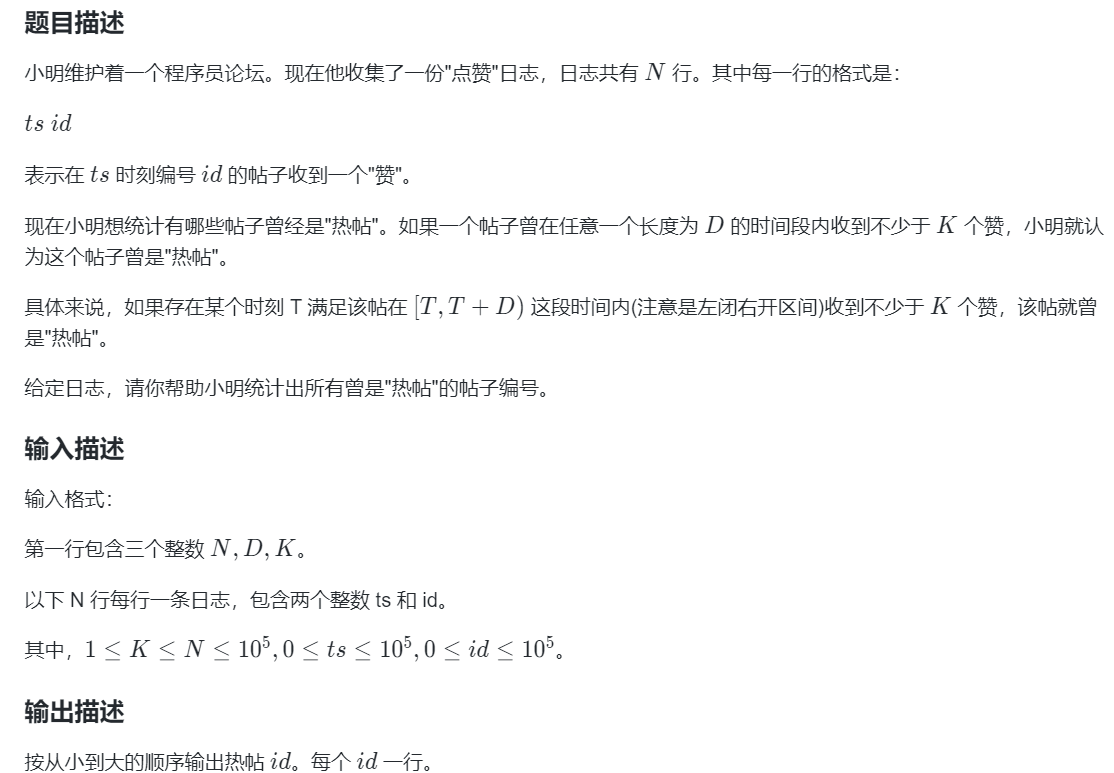 题目描述
小明维护着一个程序员论坛。现在他收集了一份"点赞"日志，日志共有 N 行。其中每一行的格式是：
ts id
表示在 ts 时刻编号 id 的帖子收到一个"赞"。
现在小明想统计有哪些帖子曾经是"热帖"。如果一个帖子曾在任意一个长度为 D 的时间段内收到不少于 K 个赞，小明就认
为这个帖子曾是"热帖"。
具体来说，如果存在某个时刻 T 满足该帖在 [T, T + D) 这段时间内(注意是左闭右开区间)收到不少于 K 个赞，该帖就曾
是"热帖"。
给定日志，请你帮助小明统计出所有曾是"热帖"的帖子编号。
输入描述
输入格式：
第一行包含三个整数 N, D, K。
以下 N 行每行一条日志，包含两个整数 ts 和 id。
其中，1 ≤ K ≤ N ≤ 10⁵, 0 ≤ ts ≤ 10⁵, 0 ≤ id ≤ 10⁵。
输出描述
按从小到大的顺序输出热帖 id。每个 id 一行。